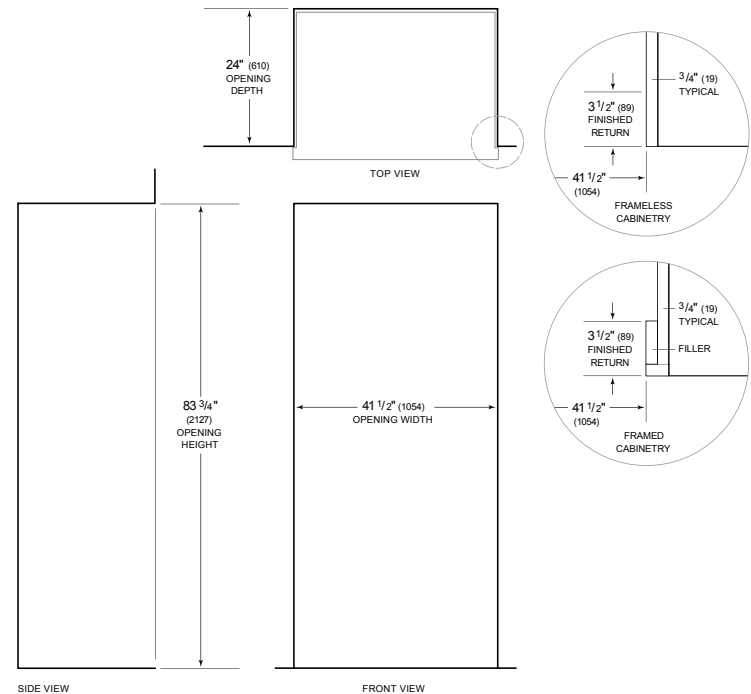 24" (610)
OPENING
DEPTH
TOP VIEW
3/4" (19)
TYPICAL
3 1/2" (89)
FINISHED
RETURN
41 1/2"
(1054)
FRAMELESS
CABINETRY
3/4" (19)
TYPICAL
3 1/2" (89)
FINISHED
RETURN
FILLER
41 1/2"
(1054)
FRAMED
CABINETRY
83 3/4"
(2127)
OPENING
HEIGHT
41 1/2" (1054)
OPENING WIDTH
SIDE VIEW
FRONT VIEW